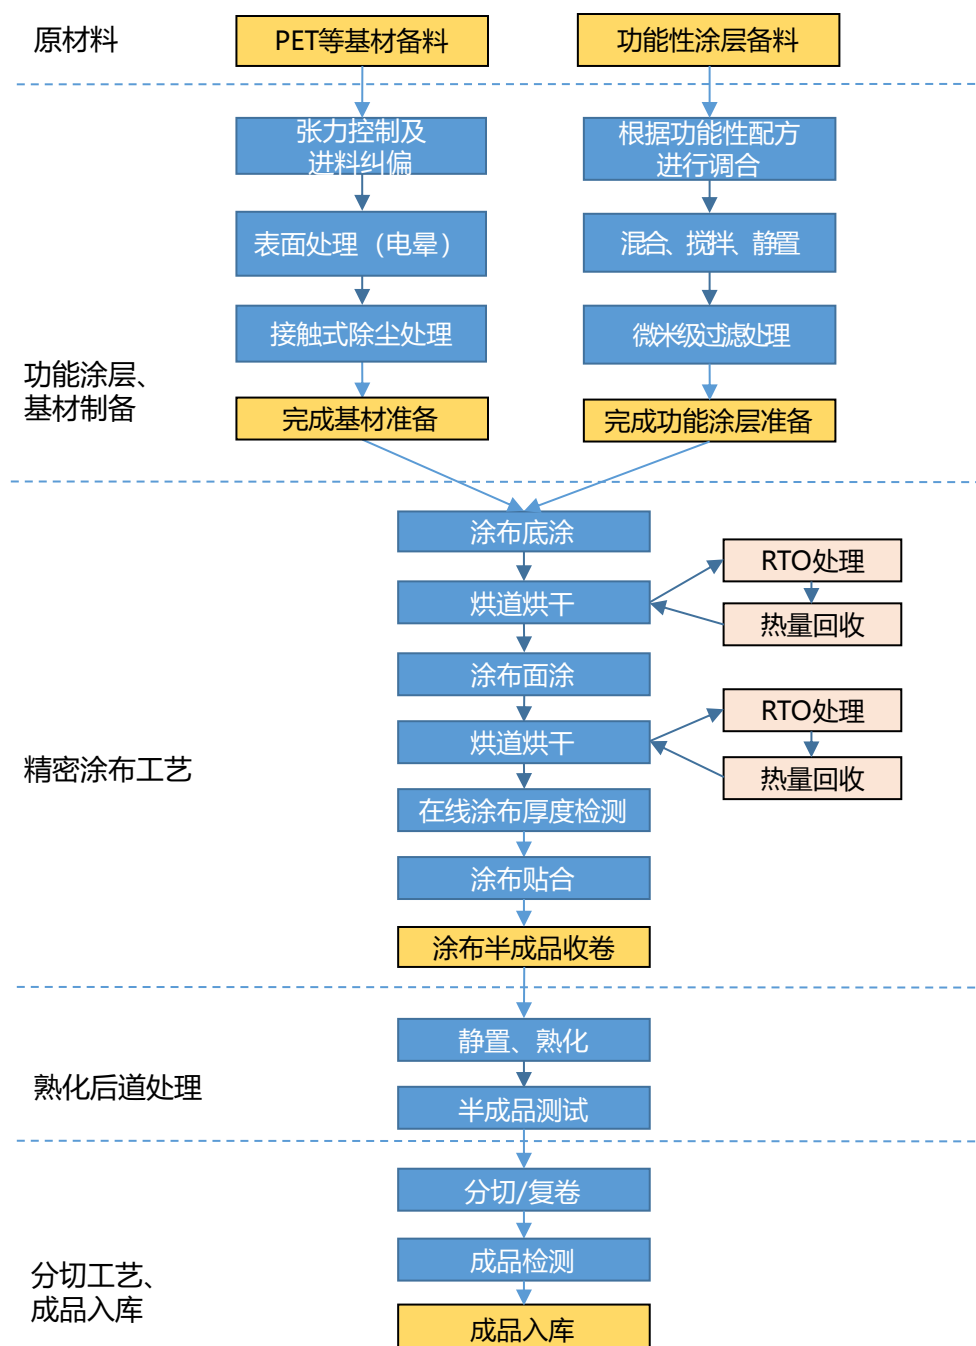 原材料
PET等基材备料
功能性涂层备料
张力控制及
进料纠偏
根据功能性配方
进行调合
表面处理（电晕）
混合、搅拌、静置
接触式除尘处理
微米级过滤处理
功能涂层、
基材制备
完成基材准备
完成功能涂层准备
涂布底涂
RTO处理
烘道烘干
热量回收
涂布面涂
RTO处理
烘道烘干
热量回收
精密涂布工艺
在线涂布厚度检测
涂布贴合
涂布半成品收卷
静置、熟化
熟化后道处理
半成品测试
分切/复卷
成品检测
分切工艺、
成品入库
成品入库